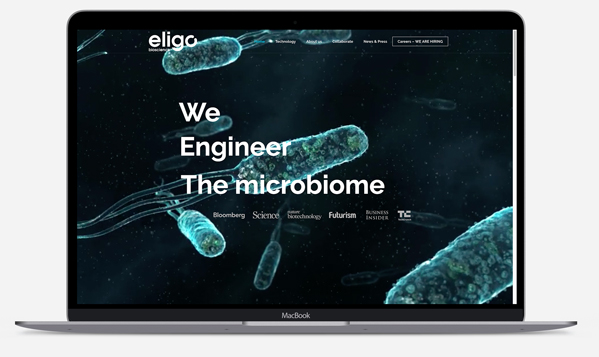 eligo
bioscience
Technology About us Collaborate News & Press Careers – WE ARE HIRING
We
Engineer
The microbiome
Bloomberg Science nature biotechnology Futurism BUSINESS INSIDER TC
MacBook